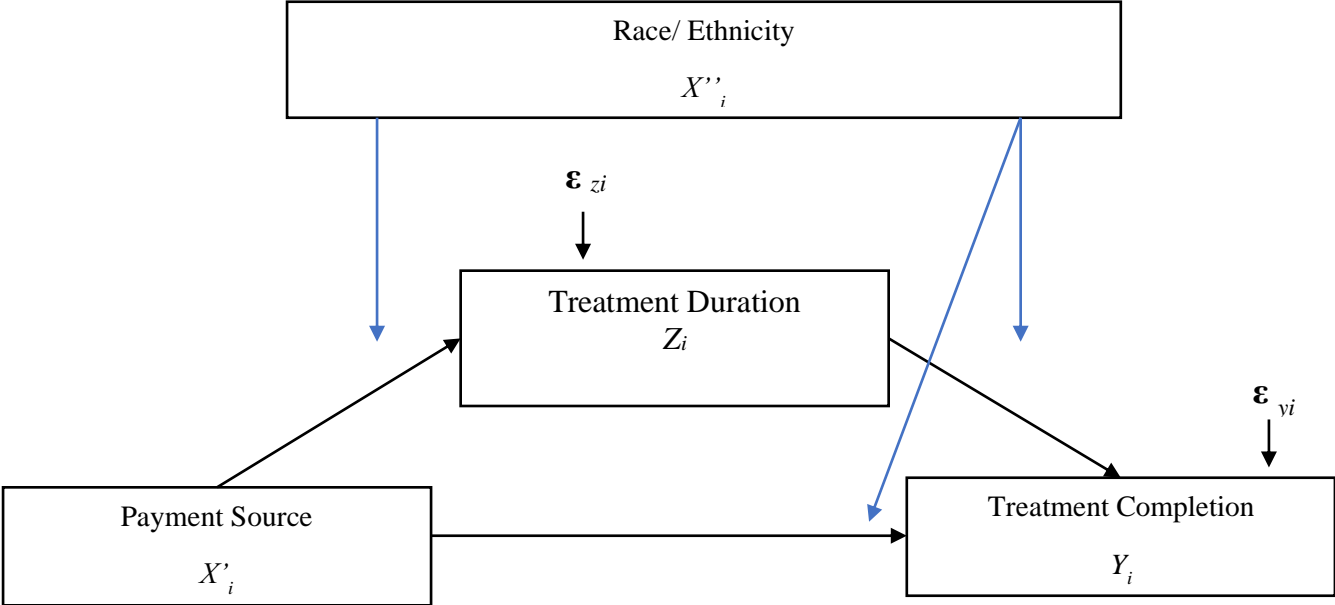 Race/ Ethnicity
X’’i
ε zi
Treatment Duration
Zi
ε yi
Payment Source
X’i
Treatment Completion
Yi